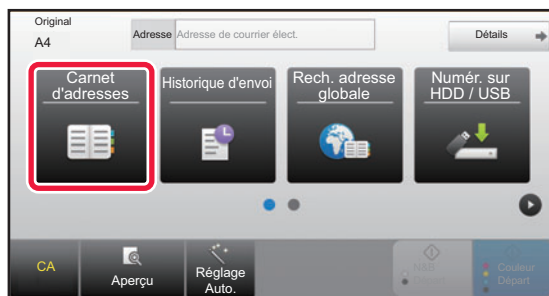 Original
A4
Adresse
Adresse de courrier élect.
Détails
Carnet
d'adresses
Historique d'envoi
Rech. adresse
globale
Numér. sur
HDD / USB
CA
Aperçu
Réglage
Auto.
N&B
Départ
Couleur
Départ